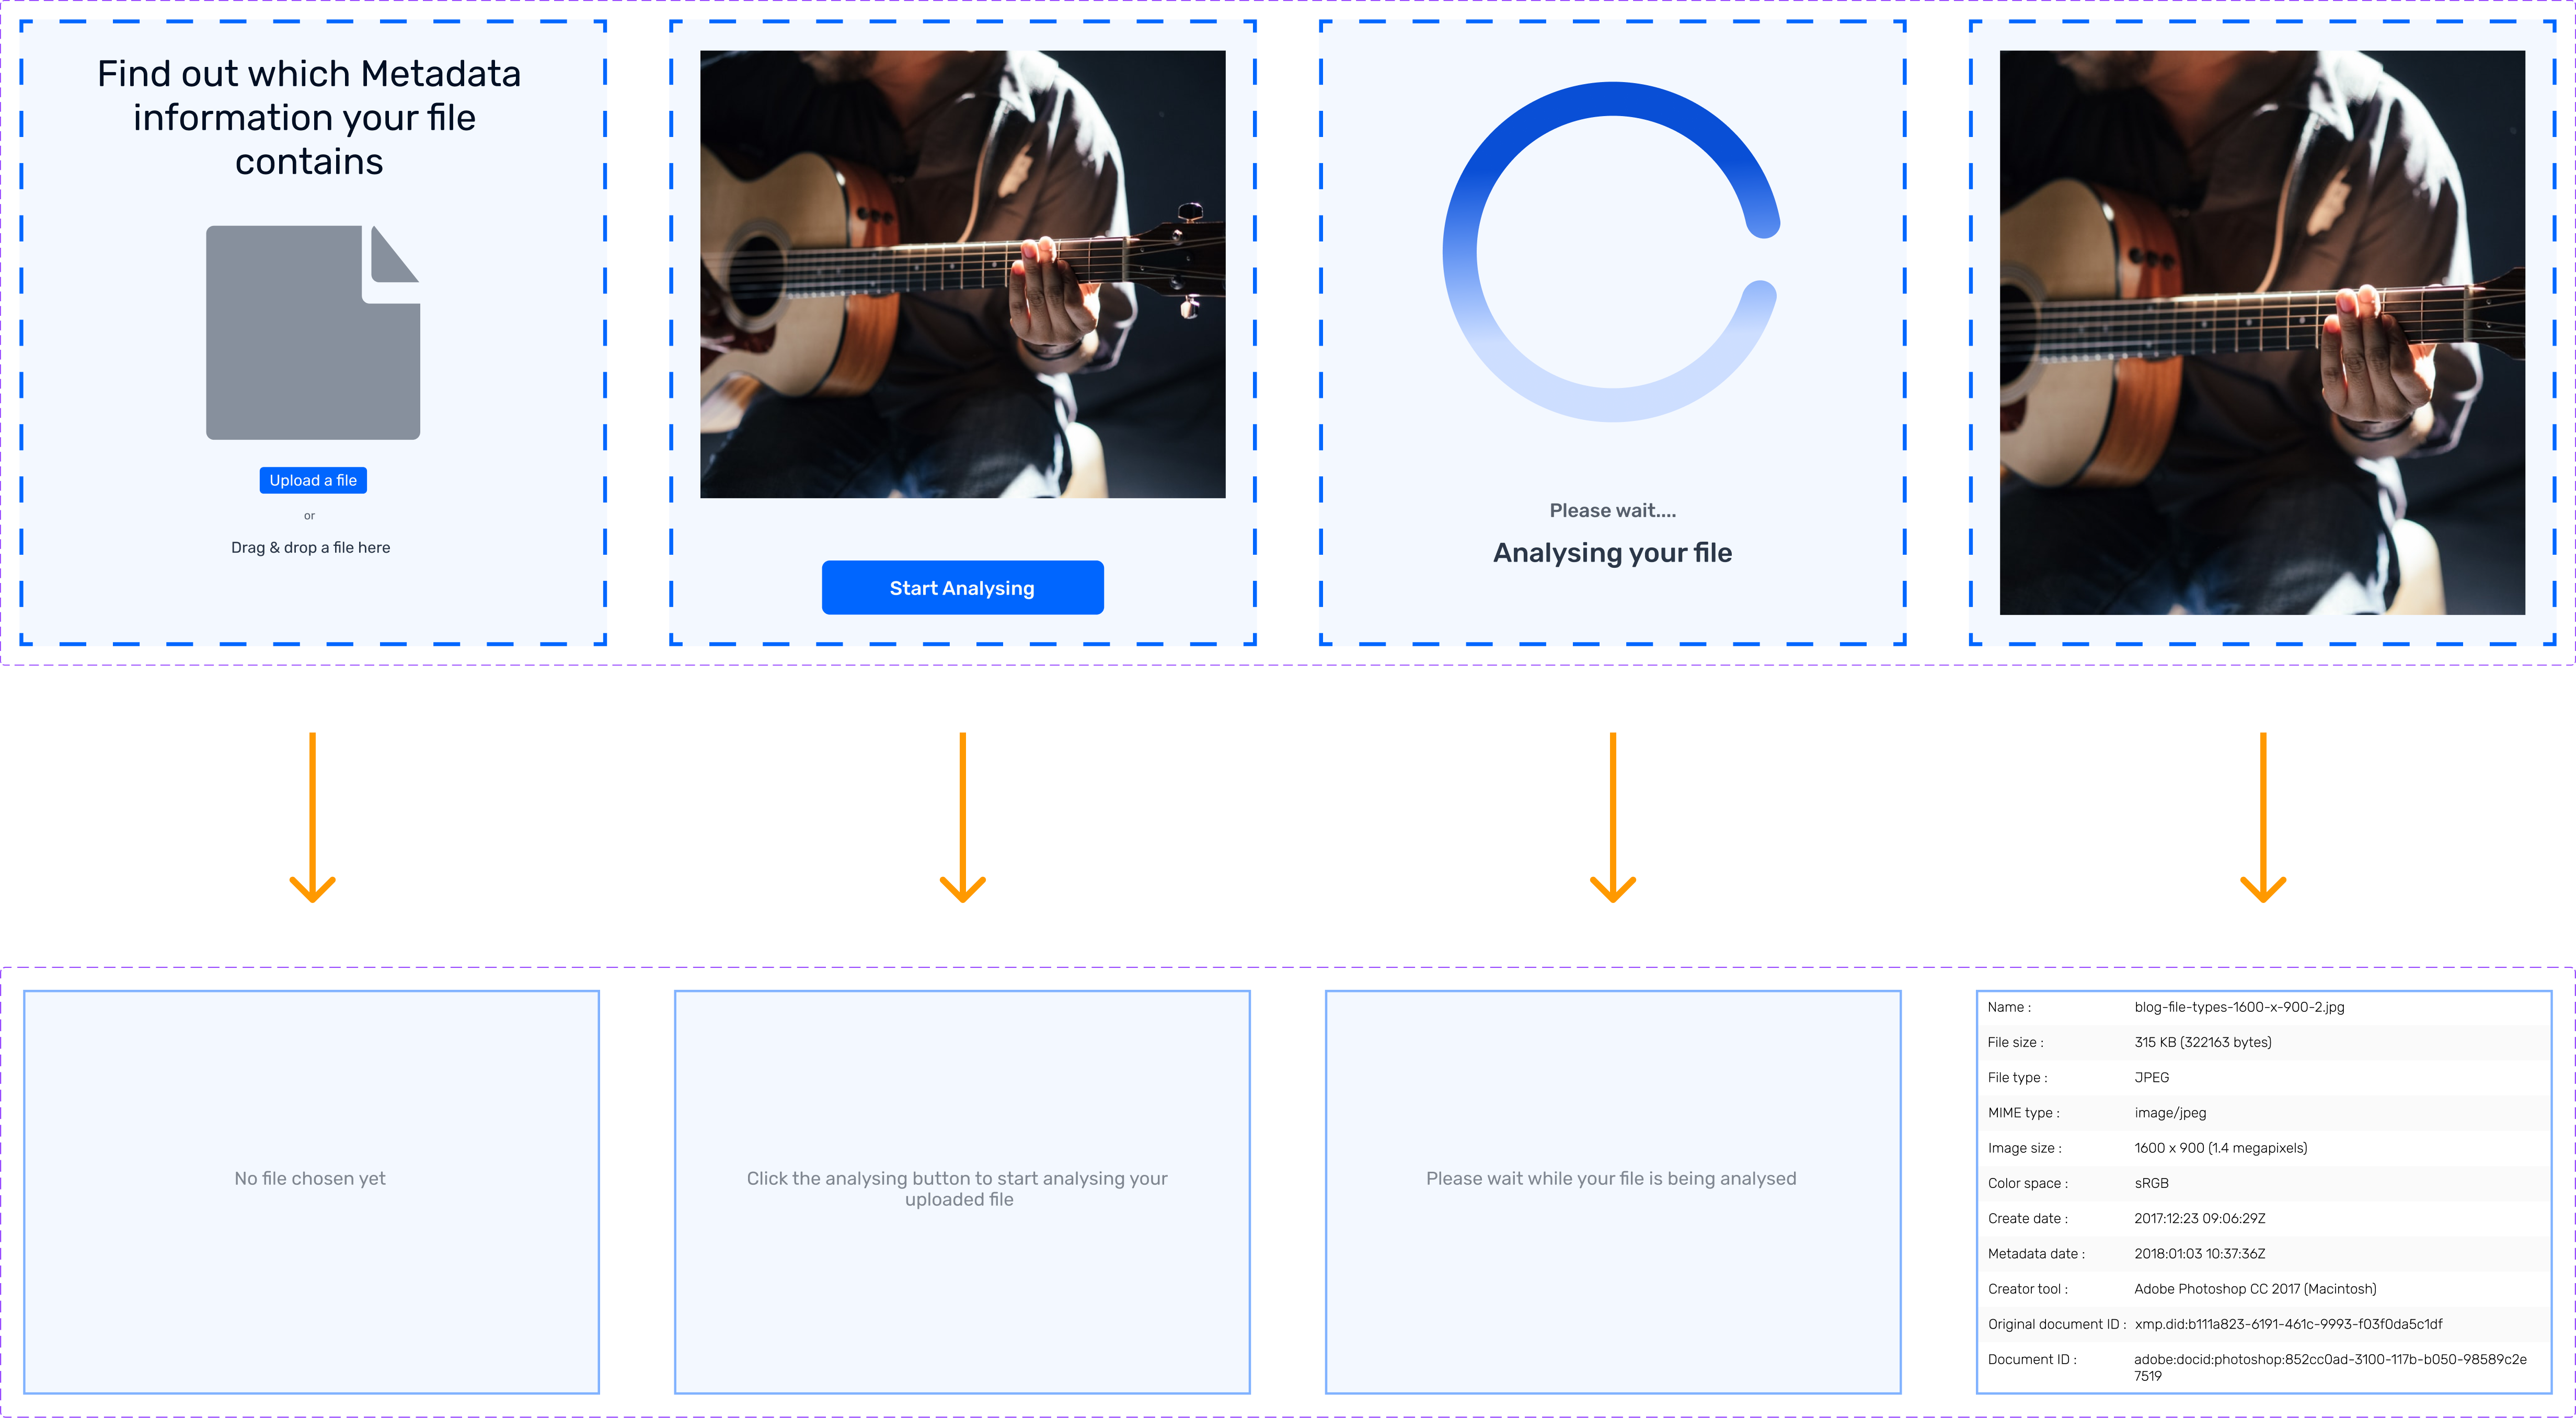 Find out which Metadata
information your file
contains
Upload a file
or
Drag & drop a file here
Start Analysing
Please wait....
Analysing your file
No file chosen yet
Click the analysing button to start analysing your
uploaded file
Please wait while your file is being analysed
Name : blog-file-types-1600-x-900-2.jpg
File size : 315 KB (322163 bytes)
File type : JPEG
MIME type : image/jpeg
Image size : 1600 x 900 (1.4 megapixels)
Color space : sRGB
Create date : 2017:12:23 09:06:29Z
Metadata date : 2018:01:03 10:37:36Z
Creator tool : Adobe Photoshop CC 2017 (Macintosh)
Original document ID : xmp.did:b111a823-6191-461c-9993-f03f0da5c1df
Document ID : adobe:docid:photoshop:852cc0ad-3100-117b-b050-98589c2e
7519